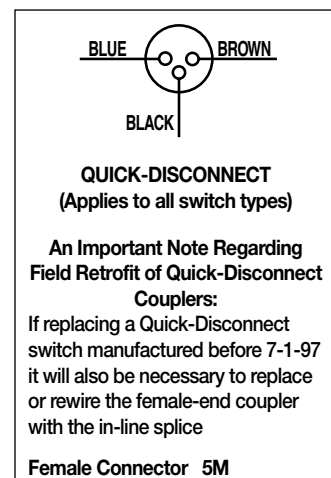 BLUE BROWN
BLACK
QUICK-DISCONNECT
(Applies to all switch types)
An Important Note Regarding
Field Retrofit of Quick-Disconnect
Couplers:
If replacing a Quick-Disconnect
switch manufactured before 7-1-97
it will also be necessary to replace
or rewire the female-end coupler
with the in-line splice
Female Connector 5M